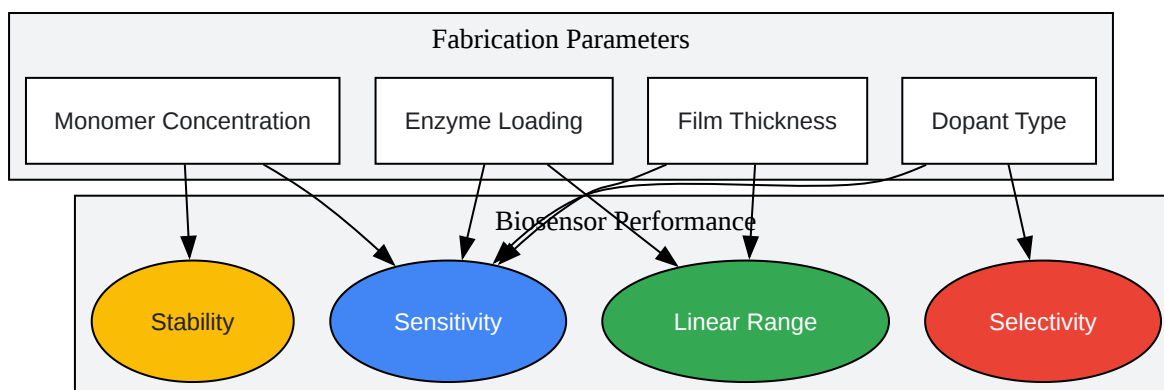 Fabrication Parameters
Monomer Concentration
Enzyme Loading
Film Thickness
Dopant Type
Biosensor Performance
Stability
Sensitivity
Linear Range
Selectivity